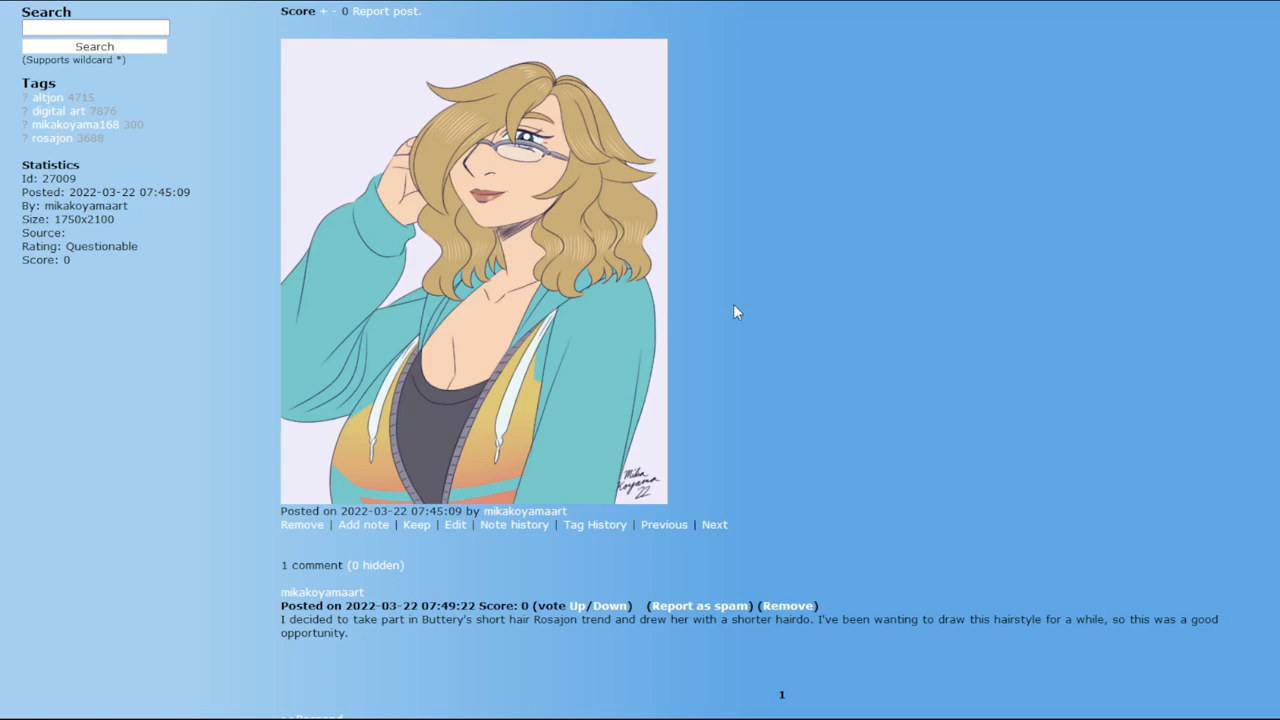 Search
Search
(Supports wildcard *)
Tags
? altjon 4715
? digital art 7876
? mikakoyama168 300
? rosajon 3688
Statistics
Id: 27009
Posted: 2022-03-22 07:45:09
By: mikakoyamaart
Size: 1750x2100
Source:
Rating: Questionable
Score: 0
Score + - 0 Report post.
Mika
Koyama
22
Posted on 2022-03-22 07:45:09 by mikakoyamaart
Remove | Add note | Keep | Edit | Note history | Tag History | Previous | Next
1 comment (0 hidden)
mikakoyamaart
Posted on 2022-03-22 07:49:22 Score: 0 (vote Up/Down) (Report as spam) (Remove)
I decided to take part in Buttery's short hair Rosajon trend and drew her with a shorter hairdo. I've been wanting to draw this hairstyle for a while, so this was a good
opportunity.
1